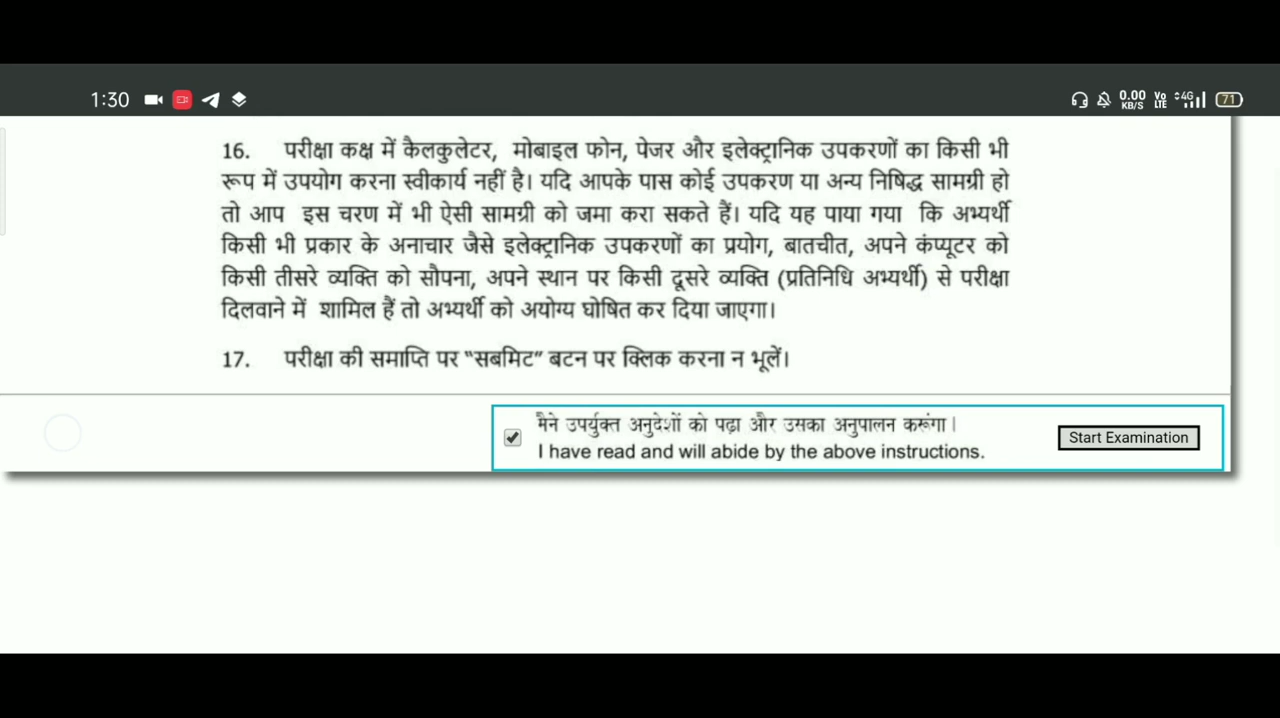 1:30
0.00 KB/S Vo LTE 4G 71
16. परीक्षा कक्ष में कैलकुलेटर, मोबाइल फोन, पेजर और इलेक्ट्रानिक उपकरणों का किसी भी
रूप में उपयोग करना स्वीकार्य नहीं है। यदि आपके पास कोई उपकरण या अन्य निषिद्ध सामग्री हो
तो आप इस चरण में भी ऐसी सामग्री को जमा करा सकते हैं। यदि यह पाया गया कि अभ्यर्थी
किसी भी प्रकार के अनाचार जैसे इलेक्ट्रानिक उपकरणों का प्रयोग, बातचीत, अपने कंप्यूटर को
किसी तीसरे व्यक्ति को सौपना, अपने स्थान पर किसी दूसरे व्यक्ति (प्रतिनिधि अभ्यर्थी) से परीक्षा
दिलवाने में शामिल हैं तो अभ्यर्थी को अयोग्य घोषित कर दिया जाएगा।
17. परीक्षा की समाप्ति पर “सबमिट” बटन पर क्लिक करना न भूलें।
मैने उपर्युक्त अनुदेशों को पढ़ा और उसका अनुपालन करूंगा।
I have read and will abide by the above instructions.
Start Examination